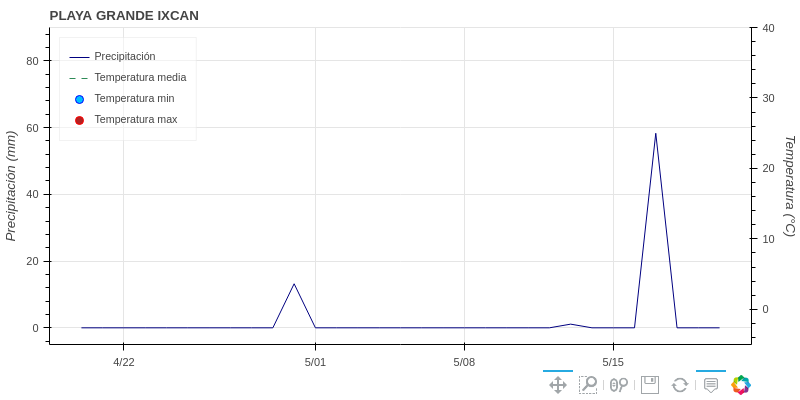 PLAYA GRANDE IXCAN
Precipitación
Temperatura media
Temperatura min
Temperatura max
Precipitación (mm)
80
60
40
20
0
Temperatura (°C)
40
30
20
10
0
4/22
5/01
5/08
5/15